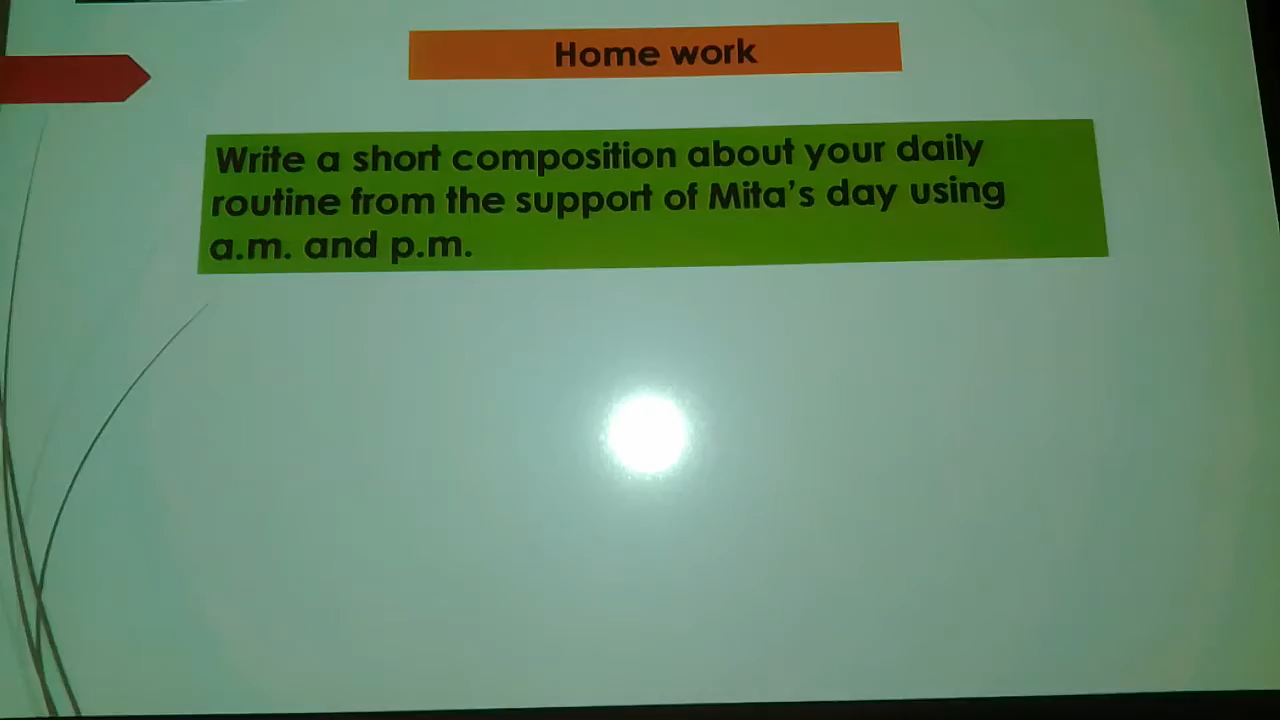 Home work
Write a short composition about your daily
routine from the support of Mita's day using
a.m. and p.m.